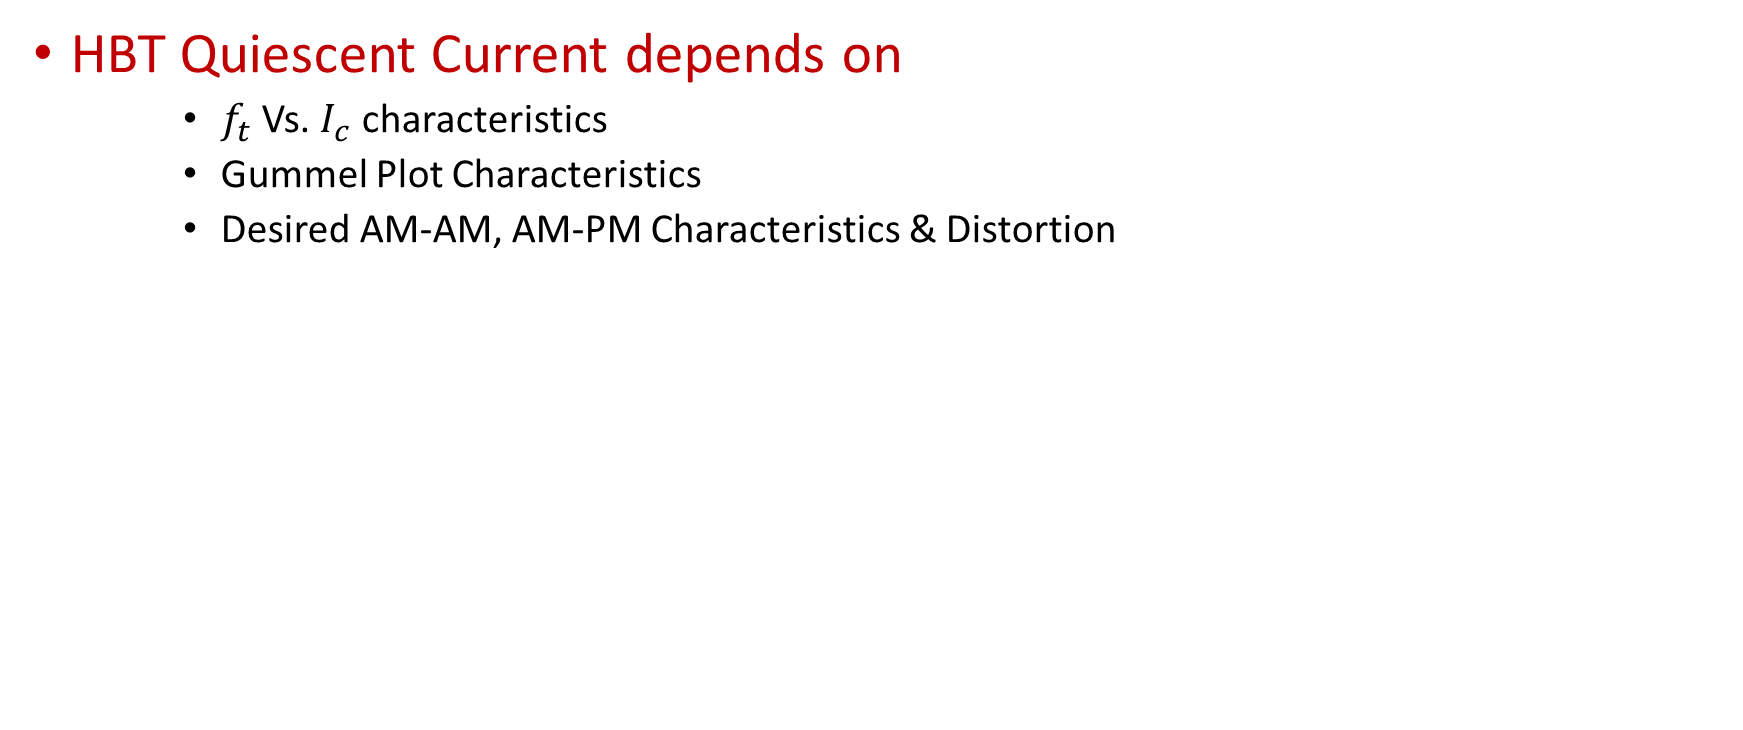 • HBT Quiescent Current depends on
• f_t Vs. I_c characteristics
• Gummel Plot Characteristics
• Desired AM-AM, AM-PM Characteristics & Distortion